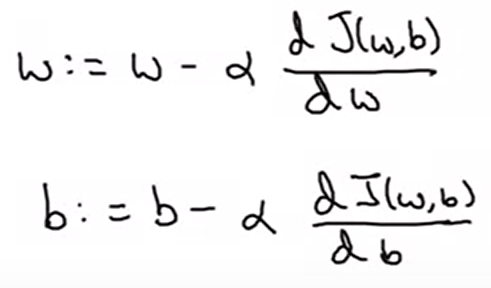 w := w - α dJ(w,b)/dw
b := b - α dJ(w,b)/db